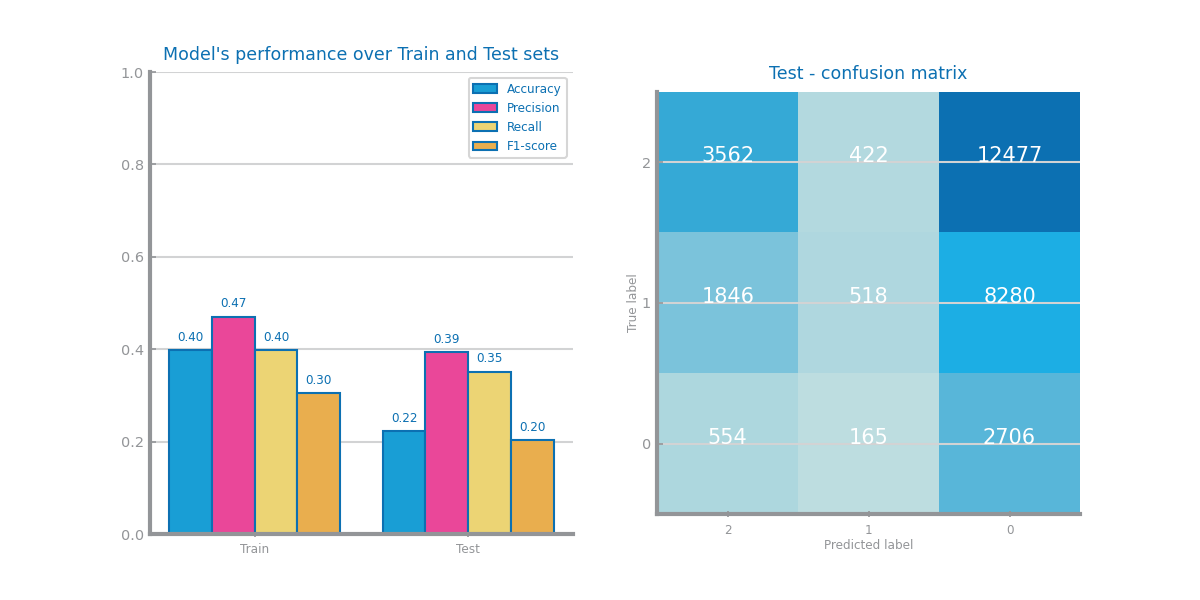 Model's performance over Train and Test sets
1.0
0.8
0.6
0.4
0.2
0.0
Accuracy
Precision
Recall
F1-score
0.40
0.47
0.40
0.30
0.22
0.39
0.35
0.20
Train
Test
Test - confusion matrix
True label
2
3562 422 12477
1
1846 518 8280
0
554 165 2706
2 1 0
Predicted label